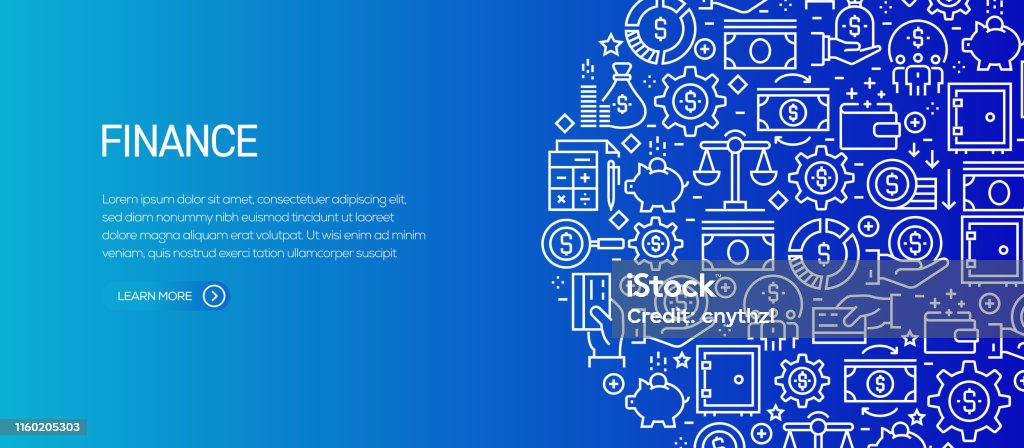 FINANCE
Lorem ipsum dolor sit amet, consectetuer adipiscing elit,
sed diam nonummy nibh euismod tincidunt ut laoreet
dolore magna aliquam erat volutpat. Ut wisi enim ad minim
veniam, quis nostrud exerci tation ullamcorper suscipit
LEARN MORE
iStock
Credit: cnythzl
1160205303